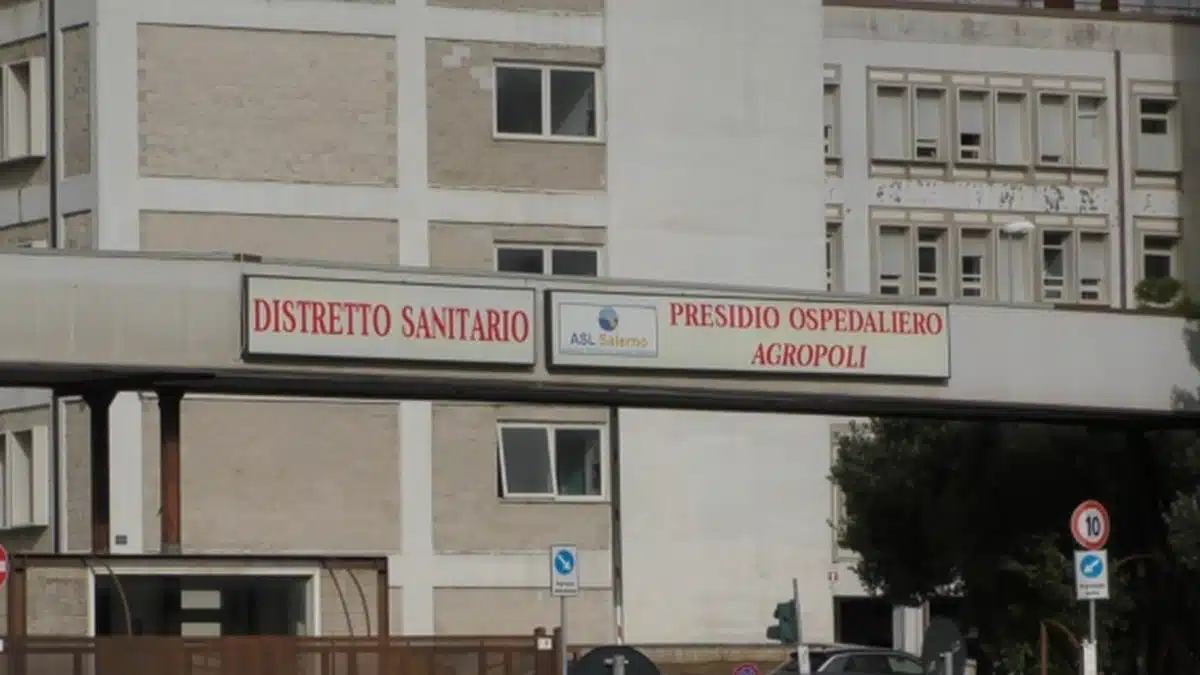 DISTRETTO SANITARIO
ASL Salerno
PRESIDIO OSPEDALIERO
AGROPOLI
10